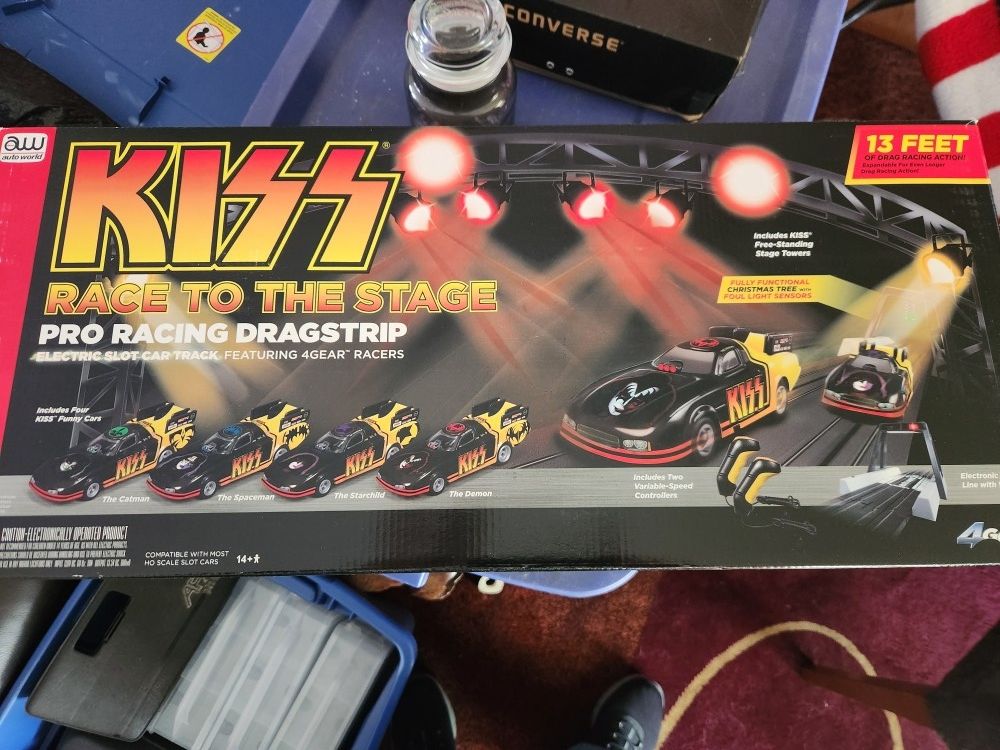 CONVERSE
aw
auto world
KISS®
RACE TO THE STAGE
PRO RACING DRAGSTRIP
ELECTRIC SLOT CAR TRACK FEATURING 4GEAR™ RACERS
13 FEET
OF DRAG RACING ACTION!
Expandable For Even Longer
Drag Racing Action!
Includes KISS®
Free-Standing
Stage Towers
FULLY FUNCTIONAL
CHRISTMAS TREE WITH
FOUL LIGHT SENSORS
Includes Four
KISS® Funny Cars
KISS
KISS
KISS
KISS
KISS
The Catman
The Spaceman
The Starchild
The Demon
Includes Two
Variable-Speed
Controllers
Electronic
Line with
CAUTION-ELECTRONICALLY OPERATED PRODUCT
COMPATIBLE WITH MOST
HO SCALE SLOT CARS
14+
4G